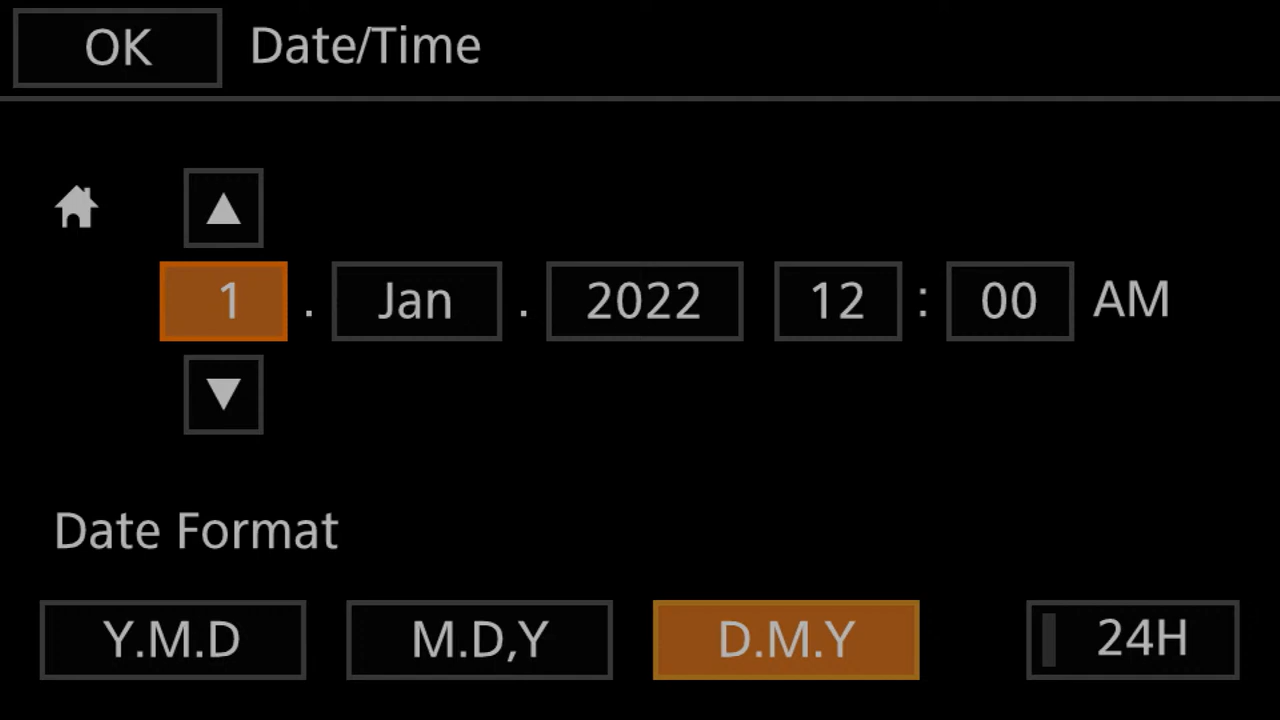 OK Date/Time
▲
1 . Jan . 2022 12 : 00 AM
▼
Date Format
Y.M.D M.D,Y D.M.Y 24H